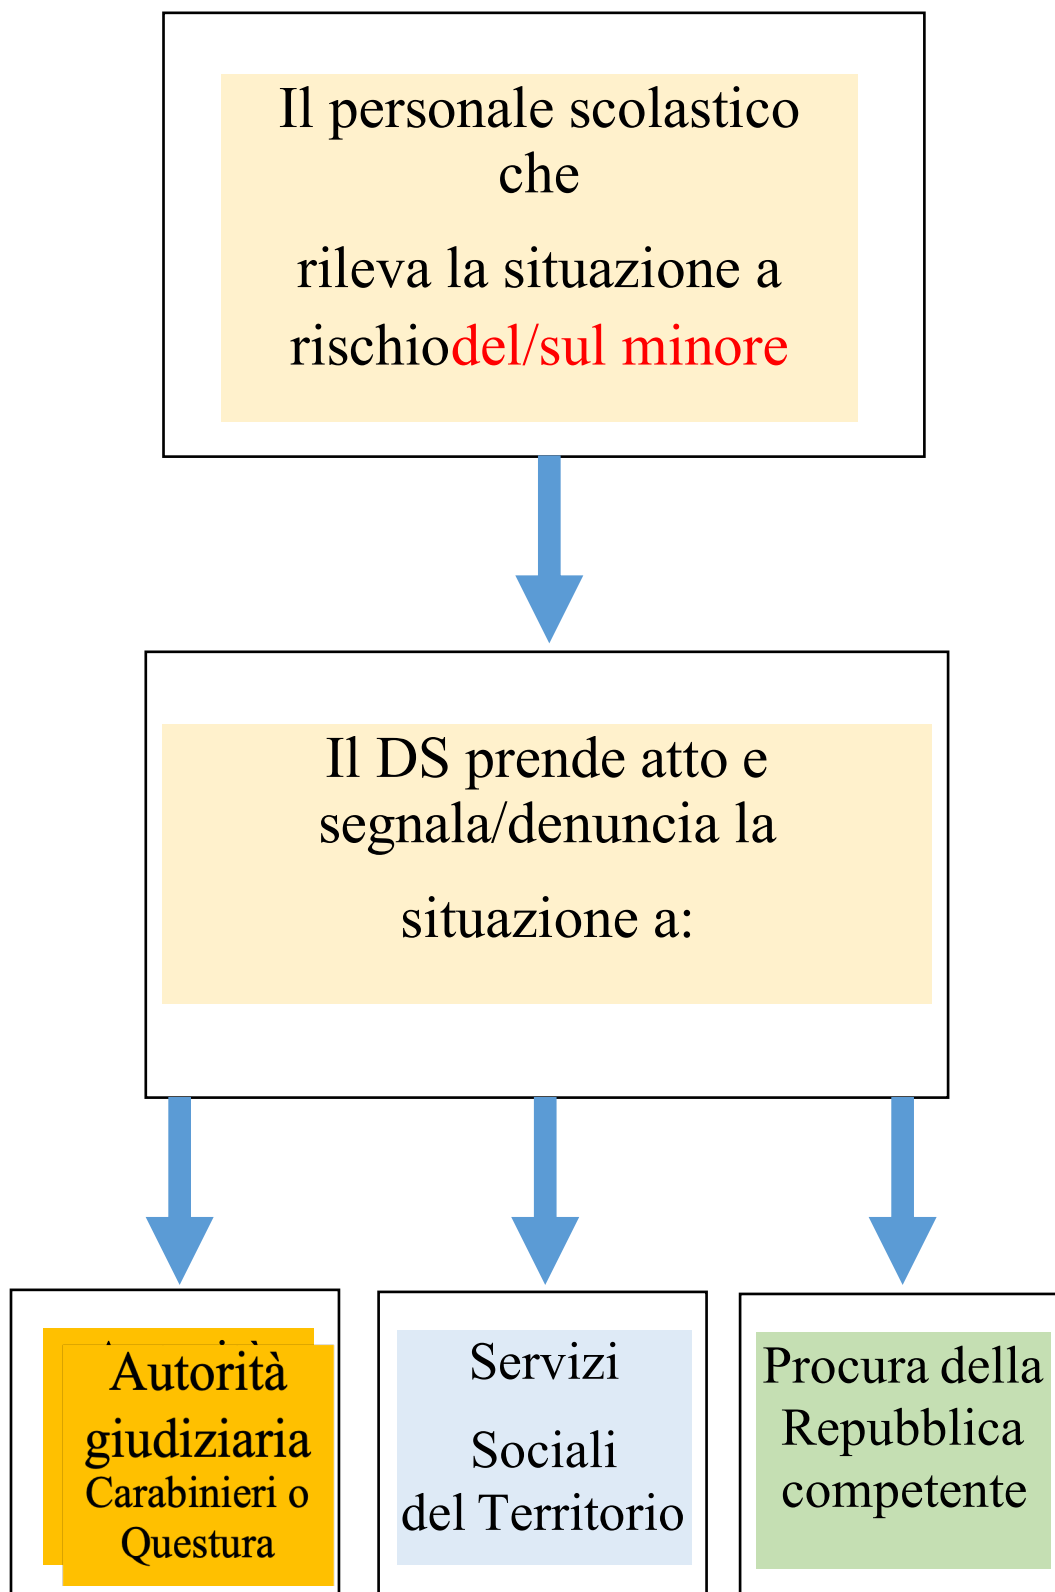 Il personale scolastico
che
rileva la situazione a
rischiodel/sul minore
Il DS prende atto e
segnala/denuncia la
situazione a:
Autorità
giudiziaria
Carabinieri o
Questura
Servizi
Sociali
del Territorio
Procura della
Repubblica
competente